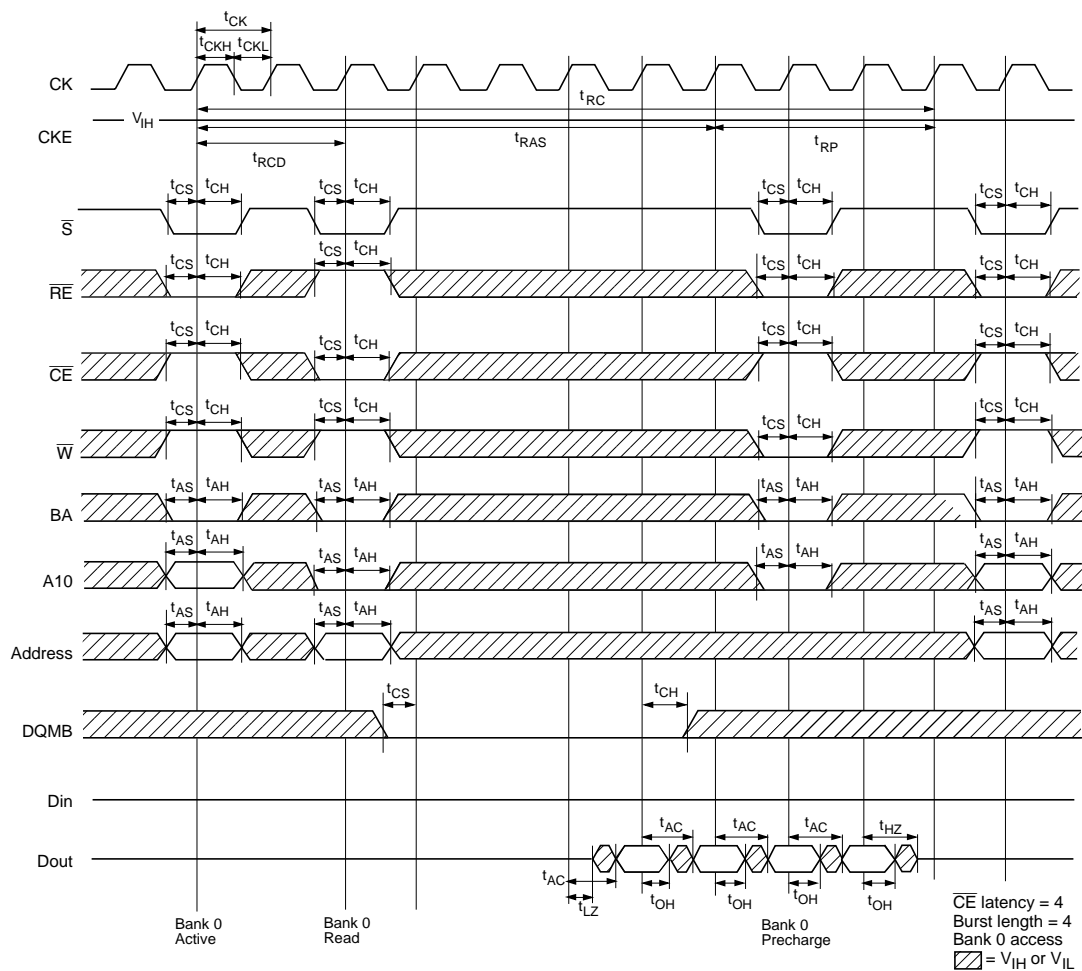 tCK
tCKH tCKL
CK
tRC
VIH
CKE
tRAS
tRP
tRCD
tCS tCH tCS tCH tCS tCH tCS tCH
S
tCS tCH tCS tCH tCS tCH tCS tCH
RE
tCS tCH tCS tCH tCS tCH tCS tCH
CE
tCS tCH tCS tCH tCS tCH tCS tCH
W
tAS tAH tAS tAH tAS tAH tAS tAH
BA
tAS tAH tAS tAH tAS tAH tAS tAH
A10
tAS tAH tAS tAH tAS tAH
Address
tCS tCH
DQMB
Din
tAC tAC tAC tHZ
Dout
tAC
tLZ tOH tOH tOH tOH
Bank 0
Active
Bank 0
Read
Bank 0
Precharge
CE latency = 4
Burst length = 4
Bank 0 access
= VIH or VIL